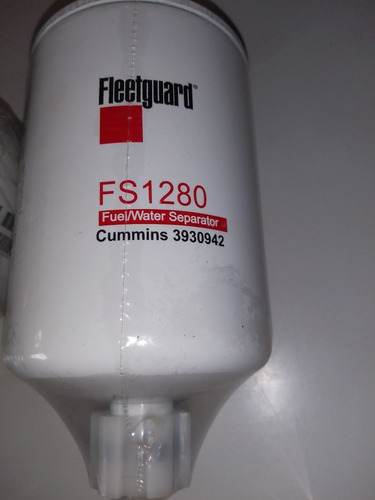 Fleetguard®
FS1280
Fuel/Water Separator
Cummins 3930942